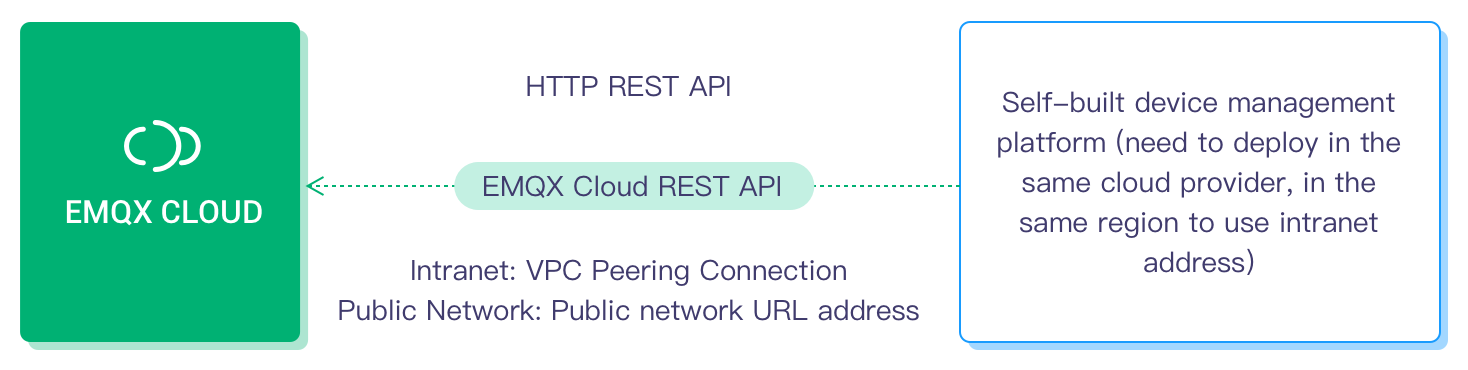 EMQX CLOUD
HTTP REST API
EMQX Cloud REST API
Intranet: VPC Peering Connection
Public Network: Public network URL address
Self-built device management
platform (need to deploy in the
same cloud provider, in the
same region to use intranet
address)